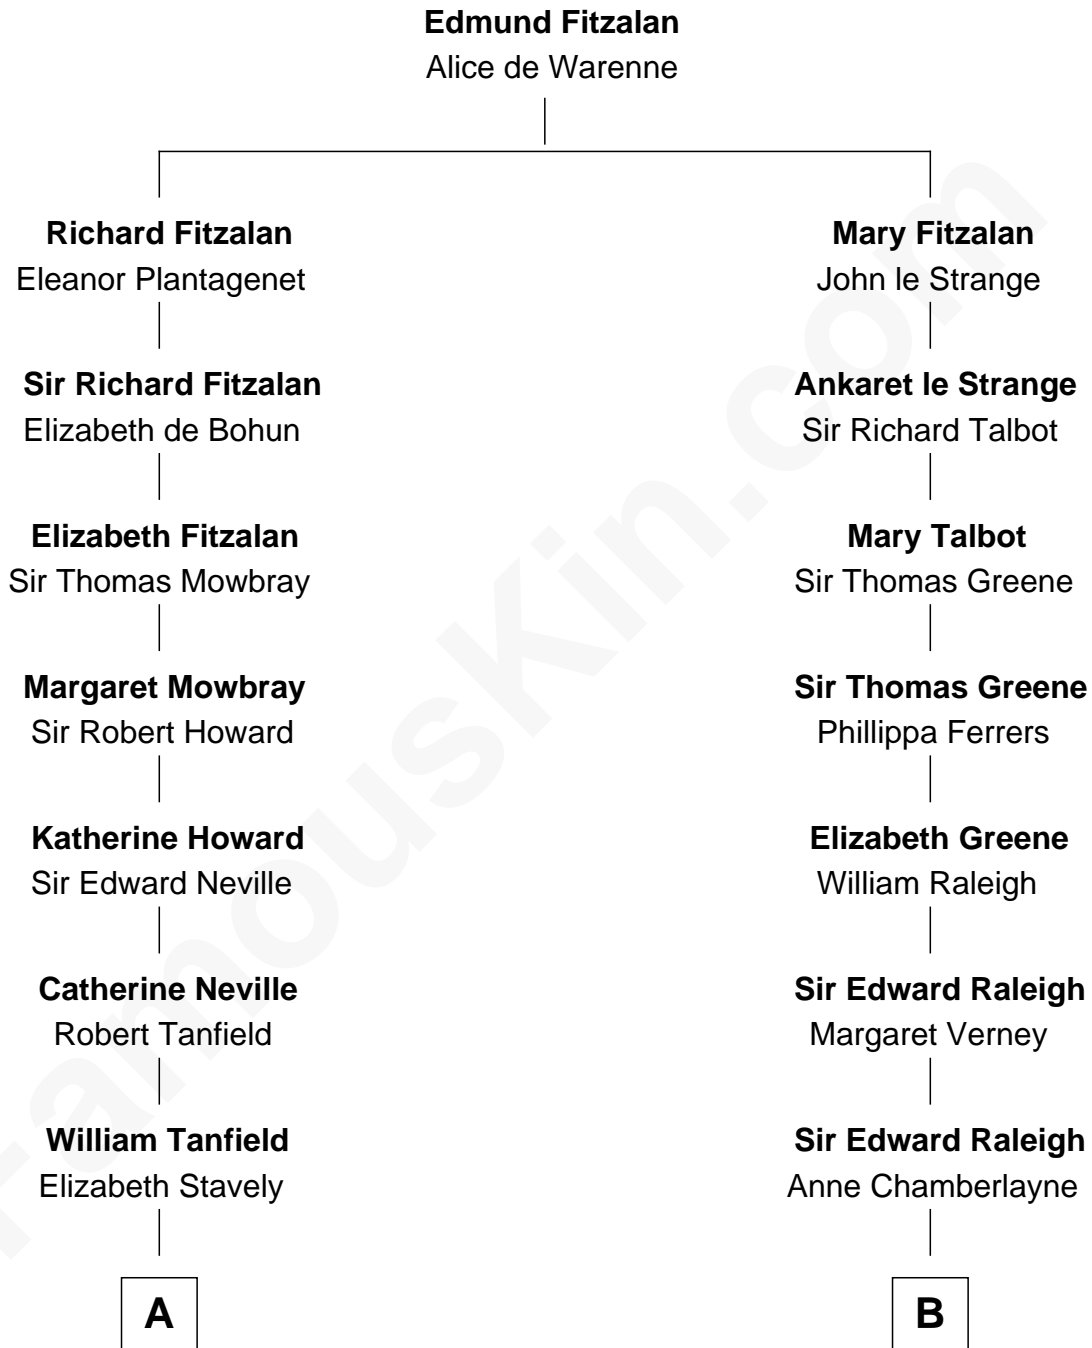 Edmund Fitzalan
Alice de Warenne
Richard Fitzalan
Eleanor Plantagenet
Mary Fitzalan
John le Strange
Sir Richard Fitzalan
Elizabeth de Bohun
Ankaret le Strange
Sir Richard Talbot
Elizabeth Fitzalan
Sir Thomas Mowbray
Mary Talbot
Sir Thomas Greene
Margaret Mowbray
Sir Robert Howard
Sir Thomas Greene
Phillippa Ferrers
Katherine Howard
Sir Edward Neville
Elizabeth Greene
William Raleigh
Catherine Neville
Robert Tanfield
Sir Edward Raleigh
Margaret Verney
William Tanfield
Elizabeth Stavely
Sir Edward Raleigh
Anne Chamberlayne
A
B
FamousKin.com